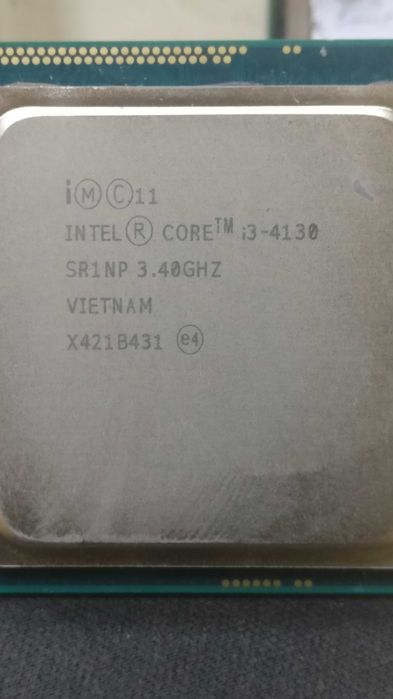 i Ⓜ Ⓒ 11
INTEL® CORE™ i3-4130
SR1NP 3.40GHZ
VIETNAM
X421B431 e4